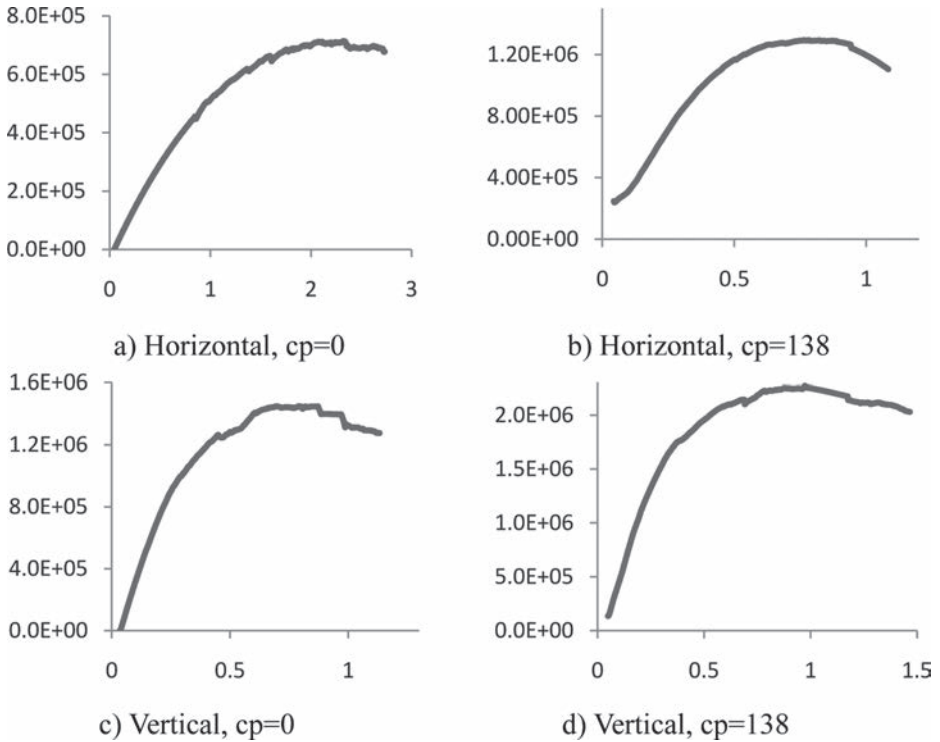 8.0E+05
6.0E+05
4.0E+05
2.0E+05
0.0E+00
0 1 2 3
a) Horizontal, cp=0
1.20E+06
8.00E+05
4.00E+05
0.00E+00
0 0.5 1
b) Horizontal, cp=138
1.6E+06
1.2E+06
8.0E+05
4.0E+05
0.0E+00
0 0.5 1
c) Vertical, cp=0
2.0E+06
1.5E+06
1.0E+06
5.0E+05
0.0E+00
0 0.5 1 1.5
d) Vertical, cp=138